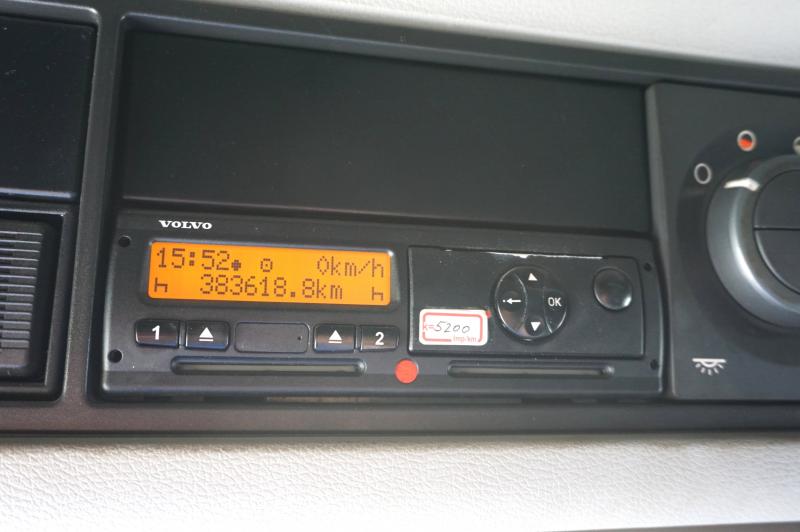 VOLVO
15:52 0km/h
383618.8km
1 2
OK
k=5200
Imp/km